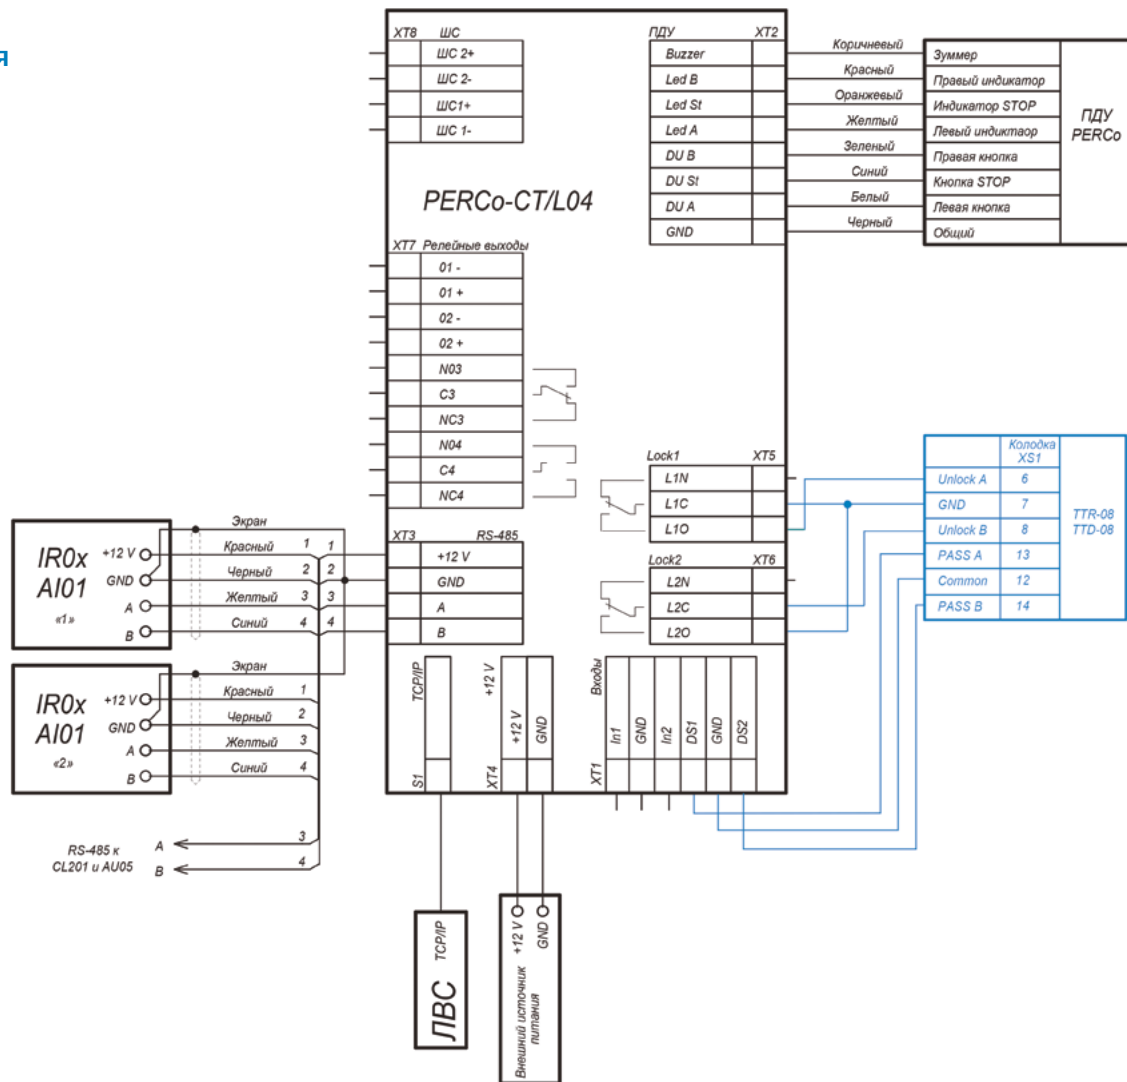 я
XT8 ШС
ШС 2+
ШС 2-
ШС1+
ШС 1-
PERCo-CT/L04
XT7 Релейные выходы
01 -
01 +
02 -
02 +
N03
C3
NC3
N04
C4
NC4
XT3 RS-485
+12 V
GND
A
B
ПДУ XT2
Buzzer
Led B
Led St
Led A
DU B
DU St
DU A
GND
Коричневый
Красный
Оранжевый
Желтый
Зеленый
Синий
Белый
Черный
Зуммер
Правый индикатор
Индикатор STOP
Левый индиктаор
Правая кнопка
Кнопка STOP
Левая кнопка
Общий
ПДУ
PERCo
Lock1 XT5
L1N
L1C
L1O
Lock2 XT6
L2N
L2C
L2O
Колодка
XS1
Unlock A 6
GND 7
Unlock B 8
PASS A 13
Common 12
PASS B 14
TTR-08
TTD-08
IR0x
AI01
«1»
+12 V
GND
A
B
Экран
Красный 1 1
Черный 2 2
Желтый 3 3
Синий 4 4
IR0x
AI01
«2»
+12 V
GND
A
B
Экран
Красный 1
Черный 2
Желтый 3
Синий 4
RS-485 к
CL201 и AU05
A 3
B 4
TCP/IP
S1
+12 V
+12 V
GND
XT4
Входы
In1
GND
In2
DS1
GND
DS2
XT1
ЛВС
TCP/IP
+12 V
GND
Внешний источник
питания